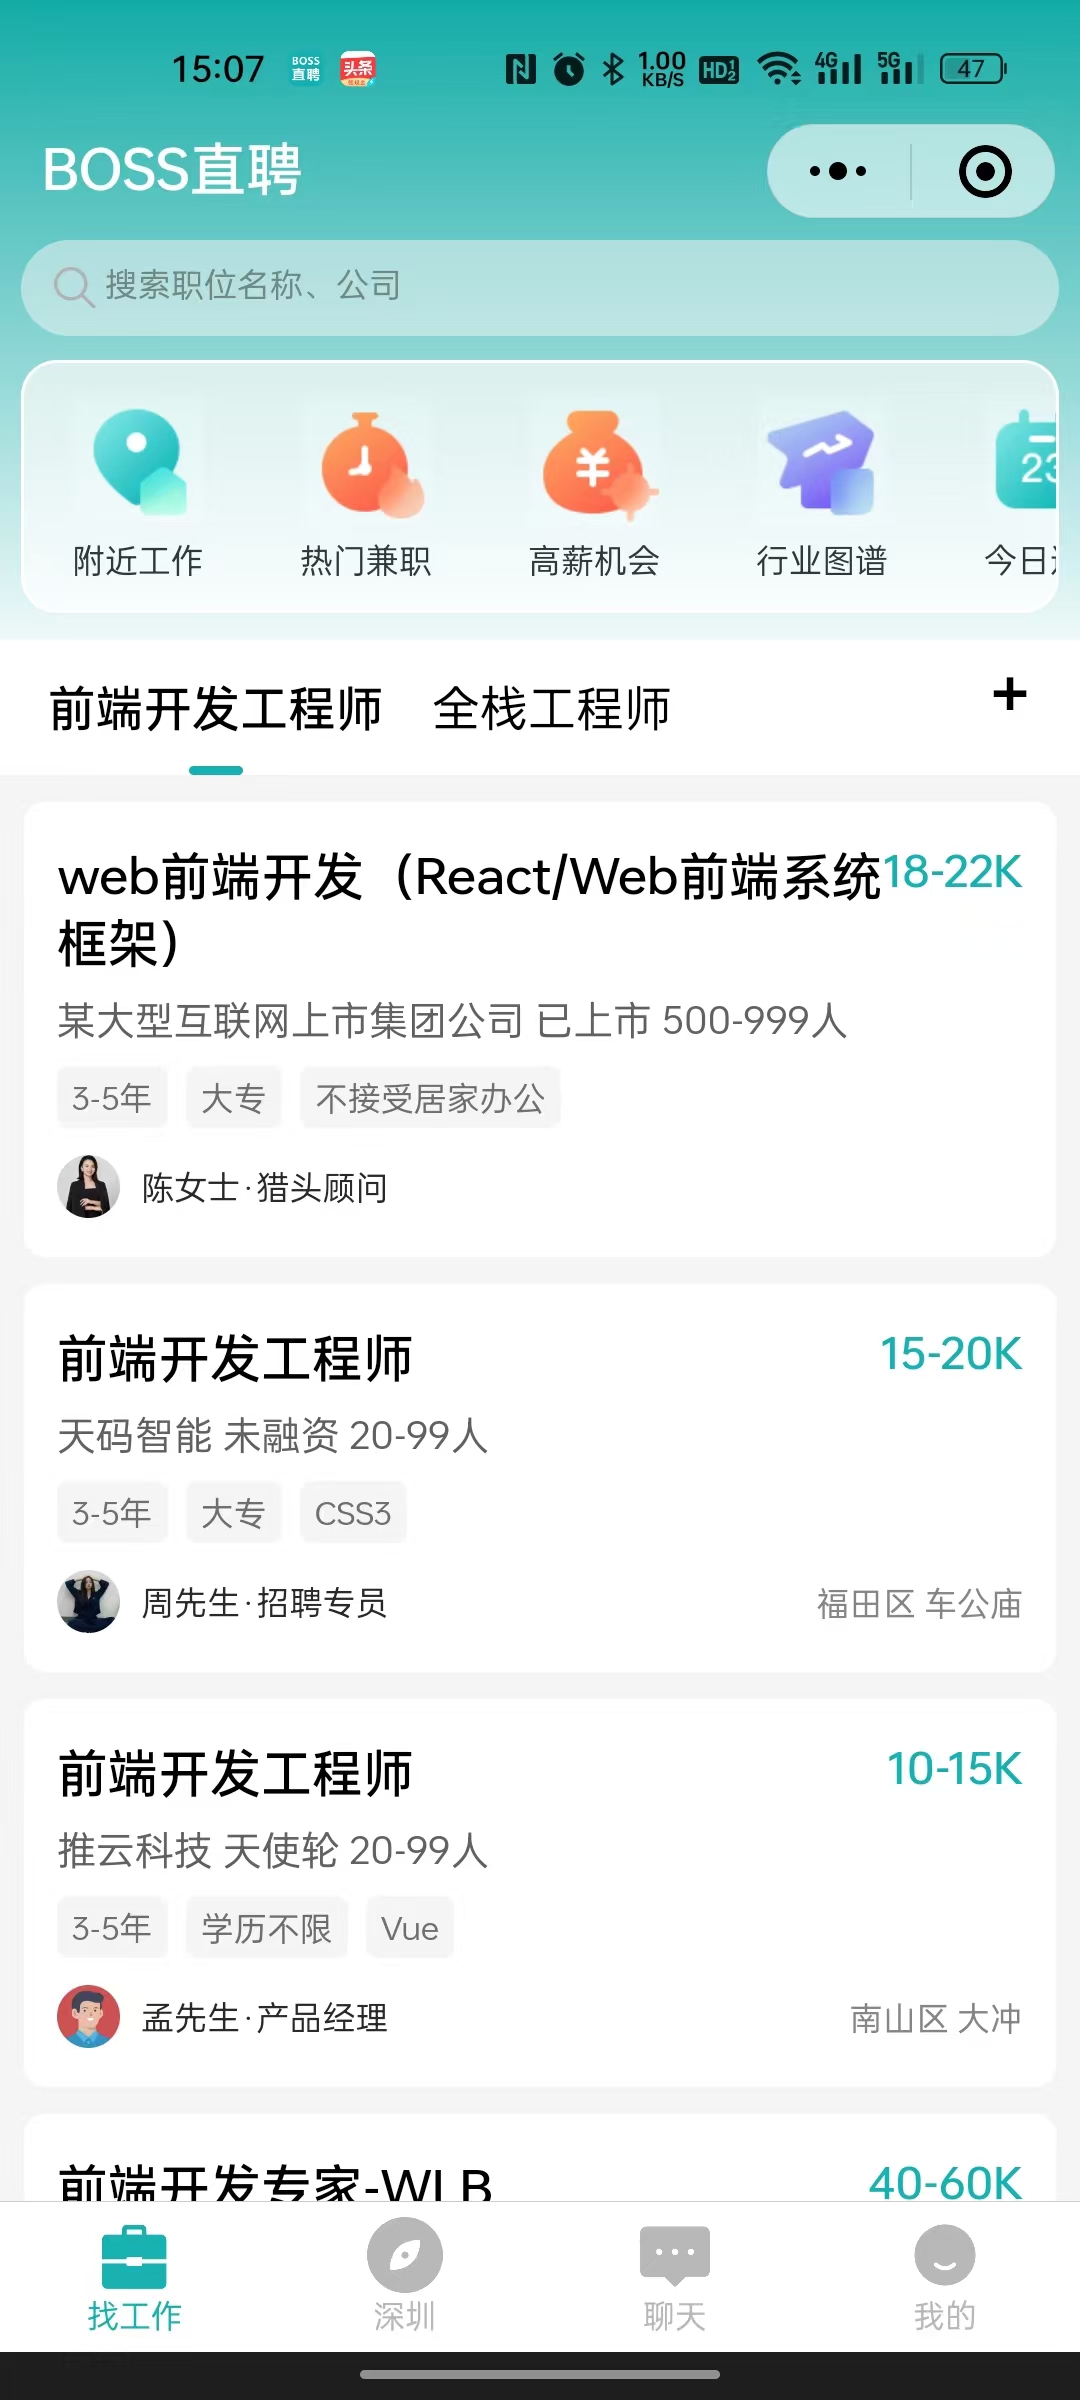 15:07 BOSS直聘 头条 1.00 KB/S HD 1 2 4G 5G 47
BOSS直聘
搜索职位名称、公司
¥ 23
附近工作 热门兼职 高薪机会 行业图谱 今日
前端开发工程师 全栈工程师 +
web前端开发（React/Web前端系统 18-22K
框架）
某大型互联网上市集团公司 已上市 500-999人
3-5年 大专 不接受居家办公
陈女士·猎头顾问
前端开发工程师 15-20K
天码智能 未融资 20-99人
3-5年 大专 CSS3
周先生·招聘专员 福田区 车公庙
前端开发工程师 10-15K
推云科技 天使轮 20-99人
3-5年 学历不限 Vue
孟先生·产品经理 南山区 大冲
前端开发专家-WLB 40-60K
找工作 深圳 聊天 我的